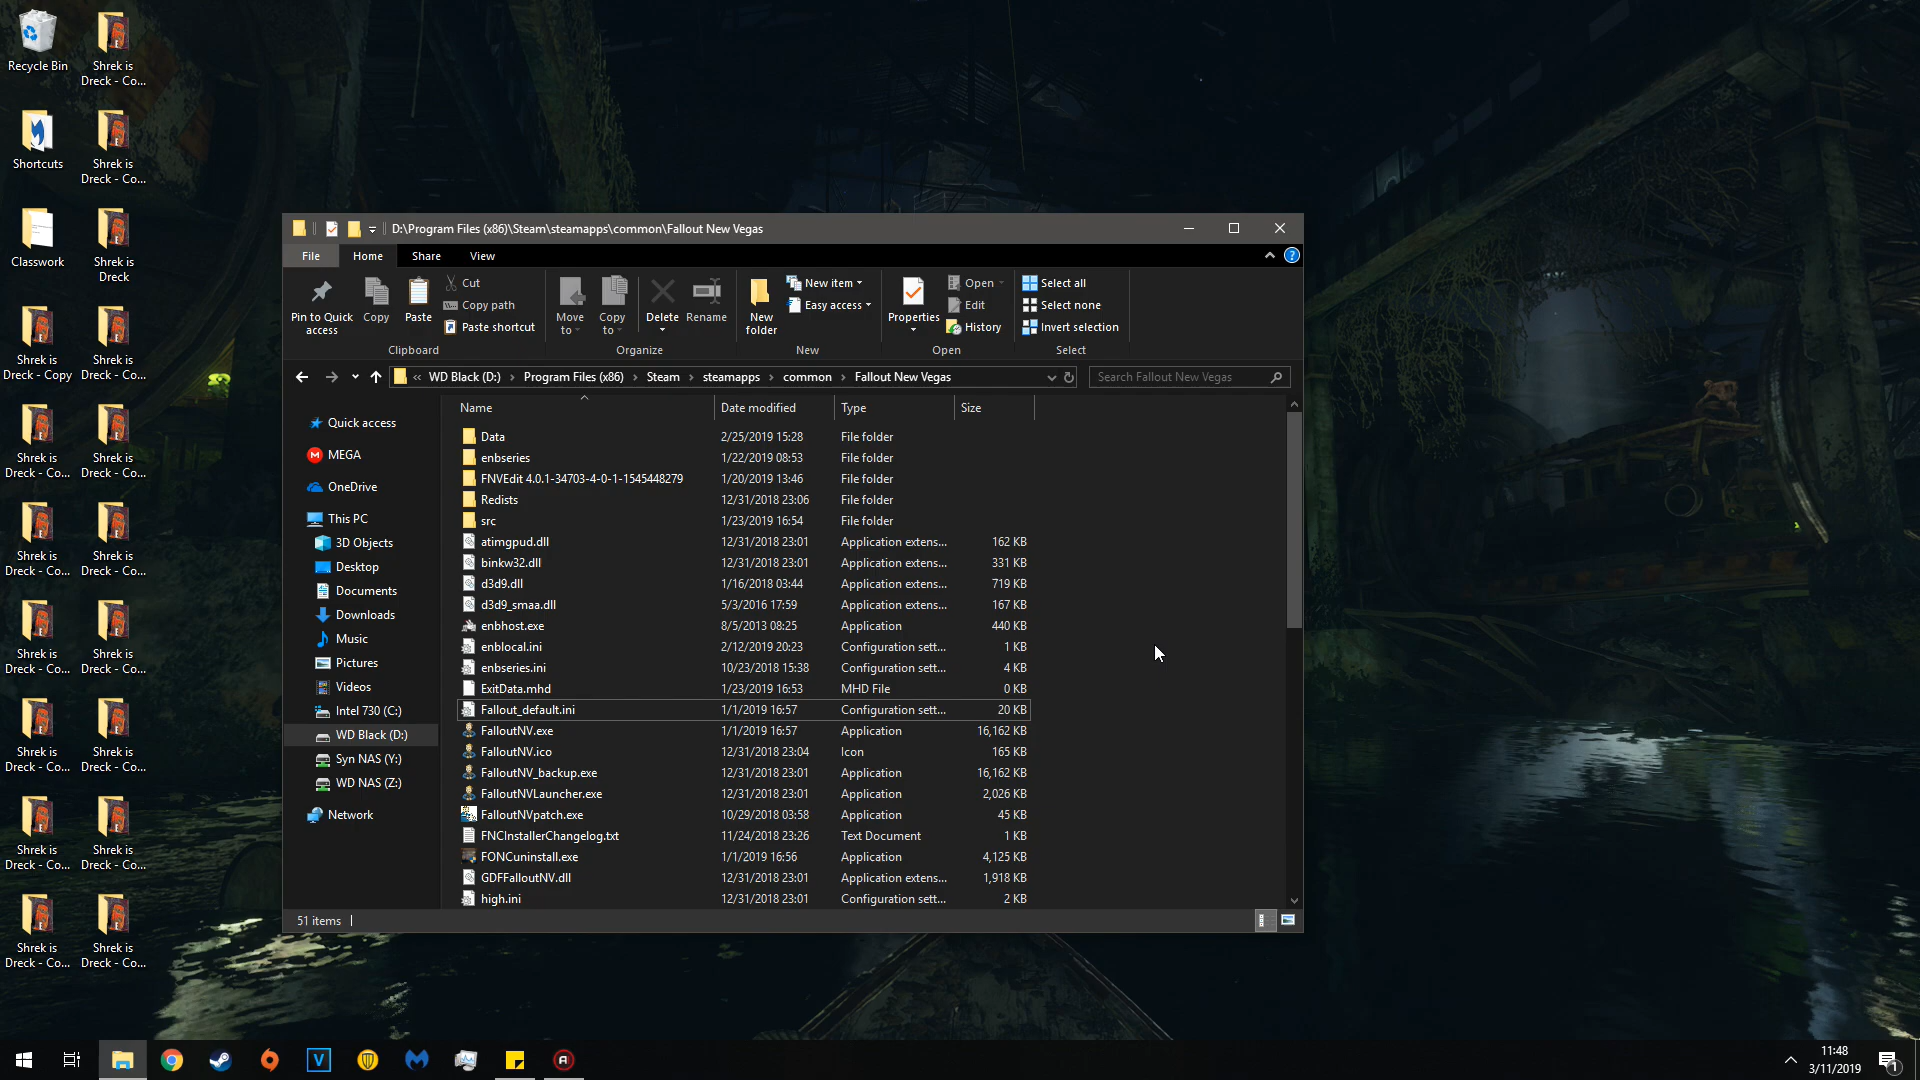 Recycle Bin
Shrek is
Dreck - Co...
Shortcuts
Shrek is
Dreck - Co...
Classwork
Shrek is
Dreck
Shrek is
Dreck - Copy
Shrek is
Dreck - Co...
Shrek is
Dreck - Co...
Shrek is
Dreck - Co...
Shrek is
Dreck - Co...
Shrek is
Dreck - Co...
Shrek is
Dreck - Co...
Shrek is
Dreck - Co...
Shrek is
Dreck - Co...
Shrek is
Dreck - Co...
Shrek is
Dreck - Co...
Shrek is
Dreck - Co...
Shrek is
Dreck - Co...
Shrek is
Dreck - Co...
D:\Program Files (x86)\Steam\steamapps\common\Fallout New Vegas
File Home Share View
Pin to Quick
access
Copy
Paste
Cut
Copy path
Paste shortcut
Clipboard
Move
to
Copy
to
Delete
Rename
Organize
New
folder
New item
Easy access
New
Properties
Open
Edit
History
Open
Select all
Select none
Invert selection
Select
« WD Black (D:) › Program Files (x86) › Steam › steamapps › common › Fallout New Vegas
Search Fallout New Vegas
Quick access
MEGA
OneDrive
This PC
3D Objects
Desktop
Documents
Downloads
Music
Pictures
Videos
Intel 730 (C:)
WD Black (D:)
Syn NAS (Y:)
WD NAS (Z:)
Network
Name Date modified Type Size
Data 2/25/2019 15:28 File folder
enbseries 1/22/2019 08:53 File folder
FNVEdit 4.0.1-34703-4-0-1-1545448279 1/20/2019 13:46 File folder
Redists 12/31/2018 23:06 File folder
src 1/23/2019 16:54 File folder
atimgpud.dll 12/31/2018 23:01 Application extens... 162 KB
binkw32.dll 12/31/2018 23:01 Application extens... 331 KB
d3d9.dll 1/16/2018 03:44 Application extens... 719 KB
d3d9_smaa.dll 5/3/2016 17:59 Application extens... 167 KB
enbhost.exe 8/5/2013 08:25 Application 440 KB
enblocal.ini 2/12/2019 20:23 Configuration sett... 1 KB
enbseries.ini 10/23/2018 15:38 Configuration sett... 4 KB
ExitData.mhd 1/23/2019 16:53 MHD File 0 KB
Fallout_default.ini 1/1/2019 16:57 Configuration sett... 20 KB
FalloutNV.exe 1/1/2019 16:57 Application 16,162 KB
FalloutNV.ico 12/31/2018 23:04 Icon 165 KB
FalloutNV_backup.exe 12/31/2018 23:01 Application 16,162 KB
FalloutNVLauncher.exe 12/31/2018 23:01 Application 2,026 KB
FalloutNVpatch.exe 10/29/2018 03:58 Application 45 KB
FNCInstallerChangelog.txt 11/24/2018 23:26 Text Document 1 KB
FONCuninstall.exe 1/1/2019 16:56 Application 4,125 KB
GDFFalloutNV.dll 12/31/2018 23:01 Application extens... 1,918 KB
high.ini 12/31/2018 23:01 Configuration sett... 2 KB
51 items
11:48
3/11/2019
1